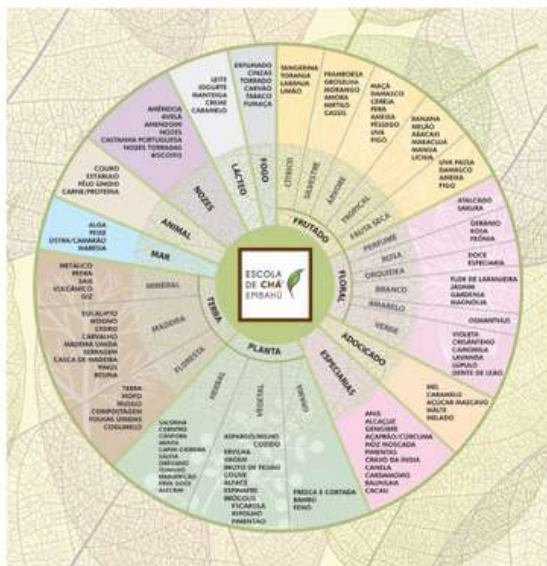 ESCOLA
DE CHÁ
EMBAHÚ
FRUTADO
CÍTRICO
TANGERINA
TORANJA
LARANJA
LIMÃO
SILVESTRE
FRAMBOESA
GROSELHA
MORANGO
AMORA
MIRTILO
CASSIS
ÁRVORE
MAÇÃ
DAMASCO
CEREJA
PERA
AMEIXA
PÊSSEGO
UVA
FIGO
TROPICAL
BANANA
MELÃO
ABACAXI
MARACUJÁ
MANGA
LICHIA
FRUTA SECA
UVA PASSA
DAMASCO
AMEIXA
FIGO
FLORAL
PERFUME
ATALCADO
SAKURA
ROSA
GERÂNIO
ROSA
PEÔNIA
ORQUÍDEA
DOCE
ESPECIARIA
BRANCO
FLOR DE LARANJEIRA
JASMIM
GARDENIA
MAGNÓLIA
AMARELO
OSMANTHUS
VERDE
VIOLETA
CRISÂNTEMO
CAMOMILA
LAVANDA
LÚPULO
DENTE DE LEÃO
ADOCICADO
MEL
CARAMELO
AÇÚCAR MASCAVO
MALTE
MELADO
ESPECIARIAS
ANIS
ALCAÇUZ
GENGIBRE
AÇAFRÃO/CÚRCUMA
NOZ MOSCADA
PIMENTAS
CRAVO DA ÍNDIA
CANELA
CARDAMOMO
BAUNILHA
CACAU
PLANTA
GRAMA
FRESCA E CORTADA
BAMBU
FENO
VEGETAL
ASPARGO/MILHO
COZIDO
ERVILHA
VAGEM
BROTO DE FEIJÃO
COUVE
ALFACE
ESPINAFRE
BRÓCOLIS
ESCAROLA
REPOLHO
PIMENTÃO
HERBAL
SALSINHA
COENTRO
CÂNFORA
MENTA
CAPIM-CIDREIRA
SÁLVIA
ORÉGANO
TOMILHO
MANJERICÃO
ERVA DOCE
ALECRIM
TERRA
FLORESTA
TERRA
MOFO
MUSGO
COMPOSTAGEM
FOLHAS ÚMIDAS
COGUMELO
MADEIRA
EUCALIPTO
MOGNO
CEDRO
CARVALHO
MADEIRA ÚMIDA
SERRAGEM
CASCA DE MADEIRA
PINUS
RESINA
MINERAL
METÁLICO
PEDRA
SAIS
VULCÂNICO
GIZ
MAR
ALGA
PEIXE
OSTRA/CAMARÃO
MARESIA
ANIMAL
COURO
ESTÁBULO
PÊLO ÚMIDO
CARNE/PROTEÍNA
NOZES
AMÊNDOA
AVELÃ
AMENDOIM
NOZES
CASTANHA PORTUGUESA
NOZES TORRADAS
BISCOITO
LÁCTEO
LEITE
IOGURTE
MANTEIGA
CREME
CARAMELO
FOGO
DEFUMADO
CINZAS
TORRADO
CARVÃO
TABACO
FUMAÇA